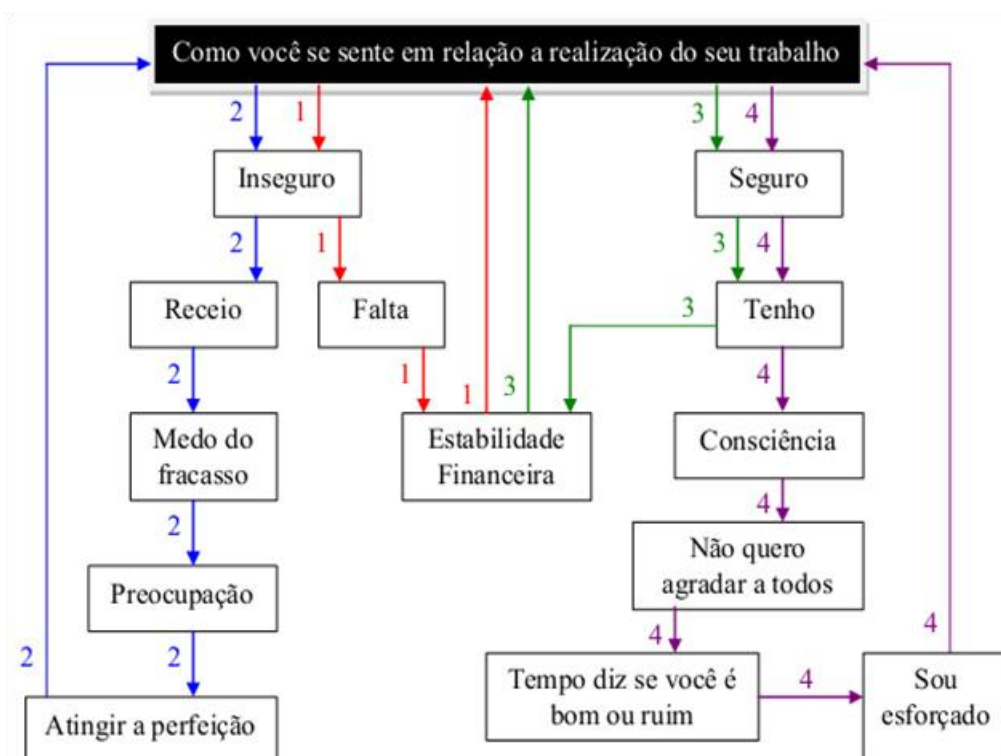 Como você se sente em relação a realização do seu trabalho
2
1
3
4
Inseguro
Seguro
2
1
3
4
Receio
Falta
3
Tenho
2
1
1
3
4
Medo do
fracasso
Estabilidade
Financeira
Consciência
2
4
Preocupação
Não quero
agradar a todos
2
2
4
4
Atingir a perfeição
Tempo diz se você é
bom ou ruim
4
Sou
esforçado